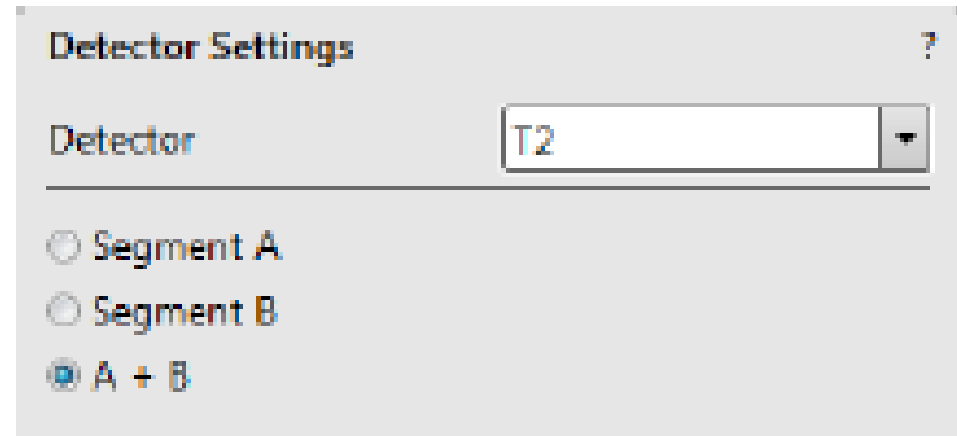 Detector Settings ?
Detector T2
Segment A
Segment B
A + B